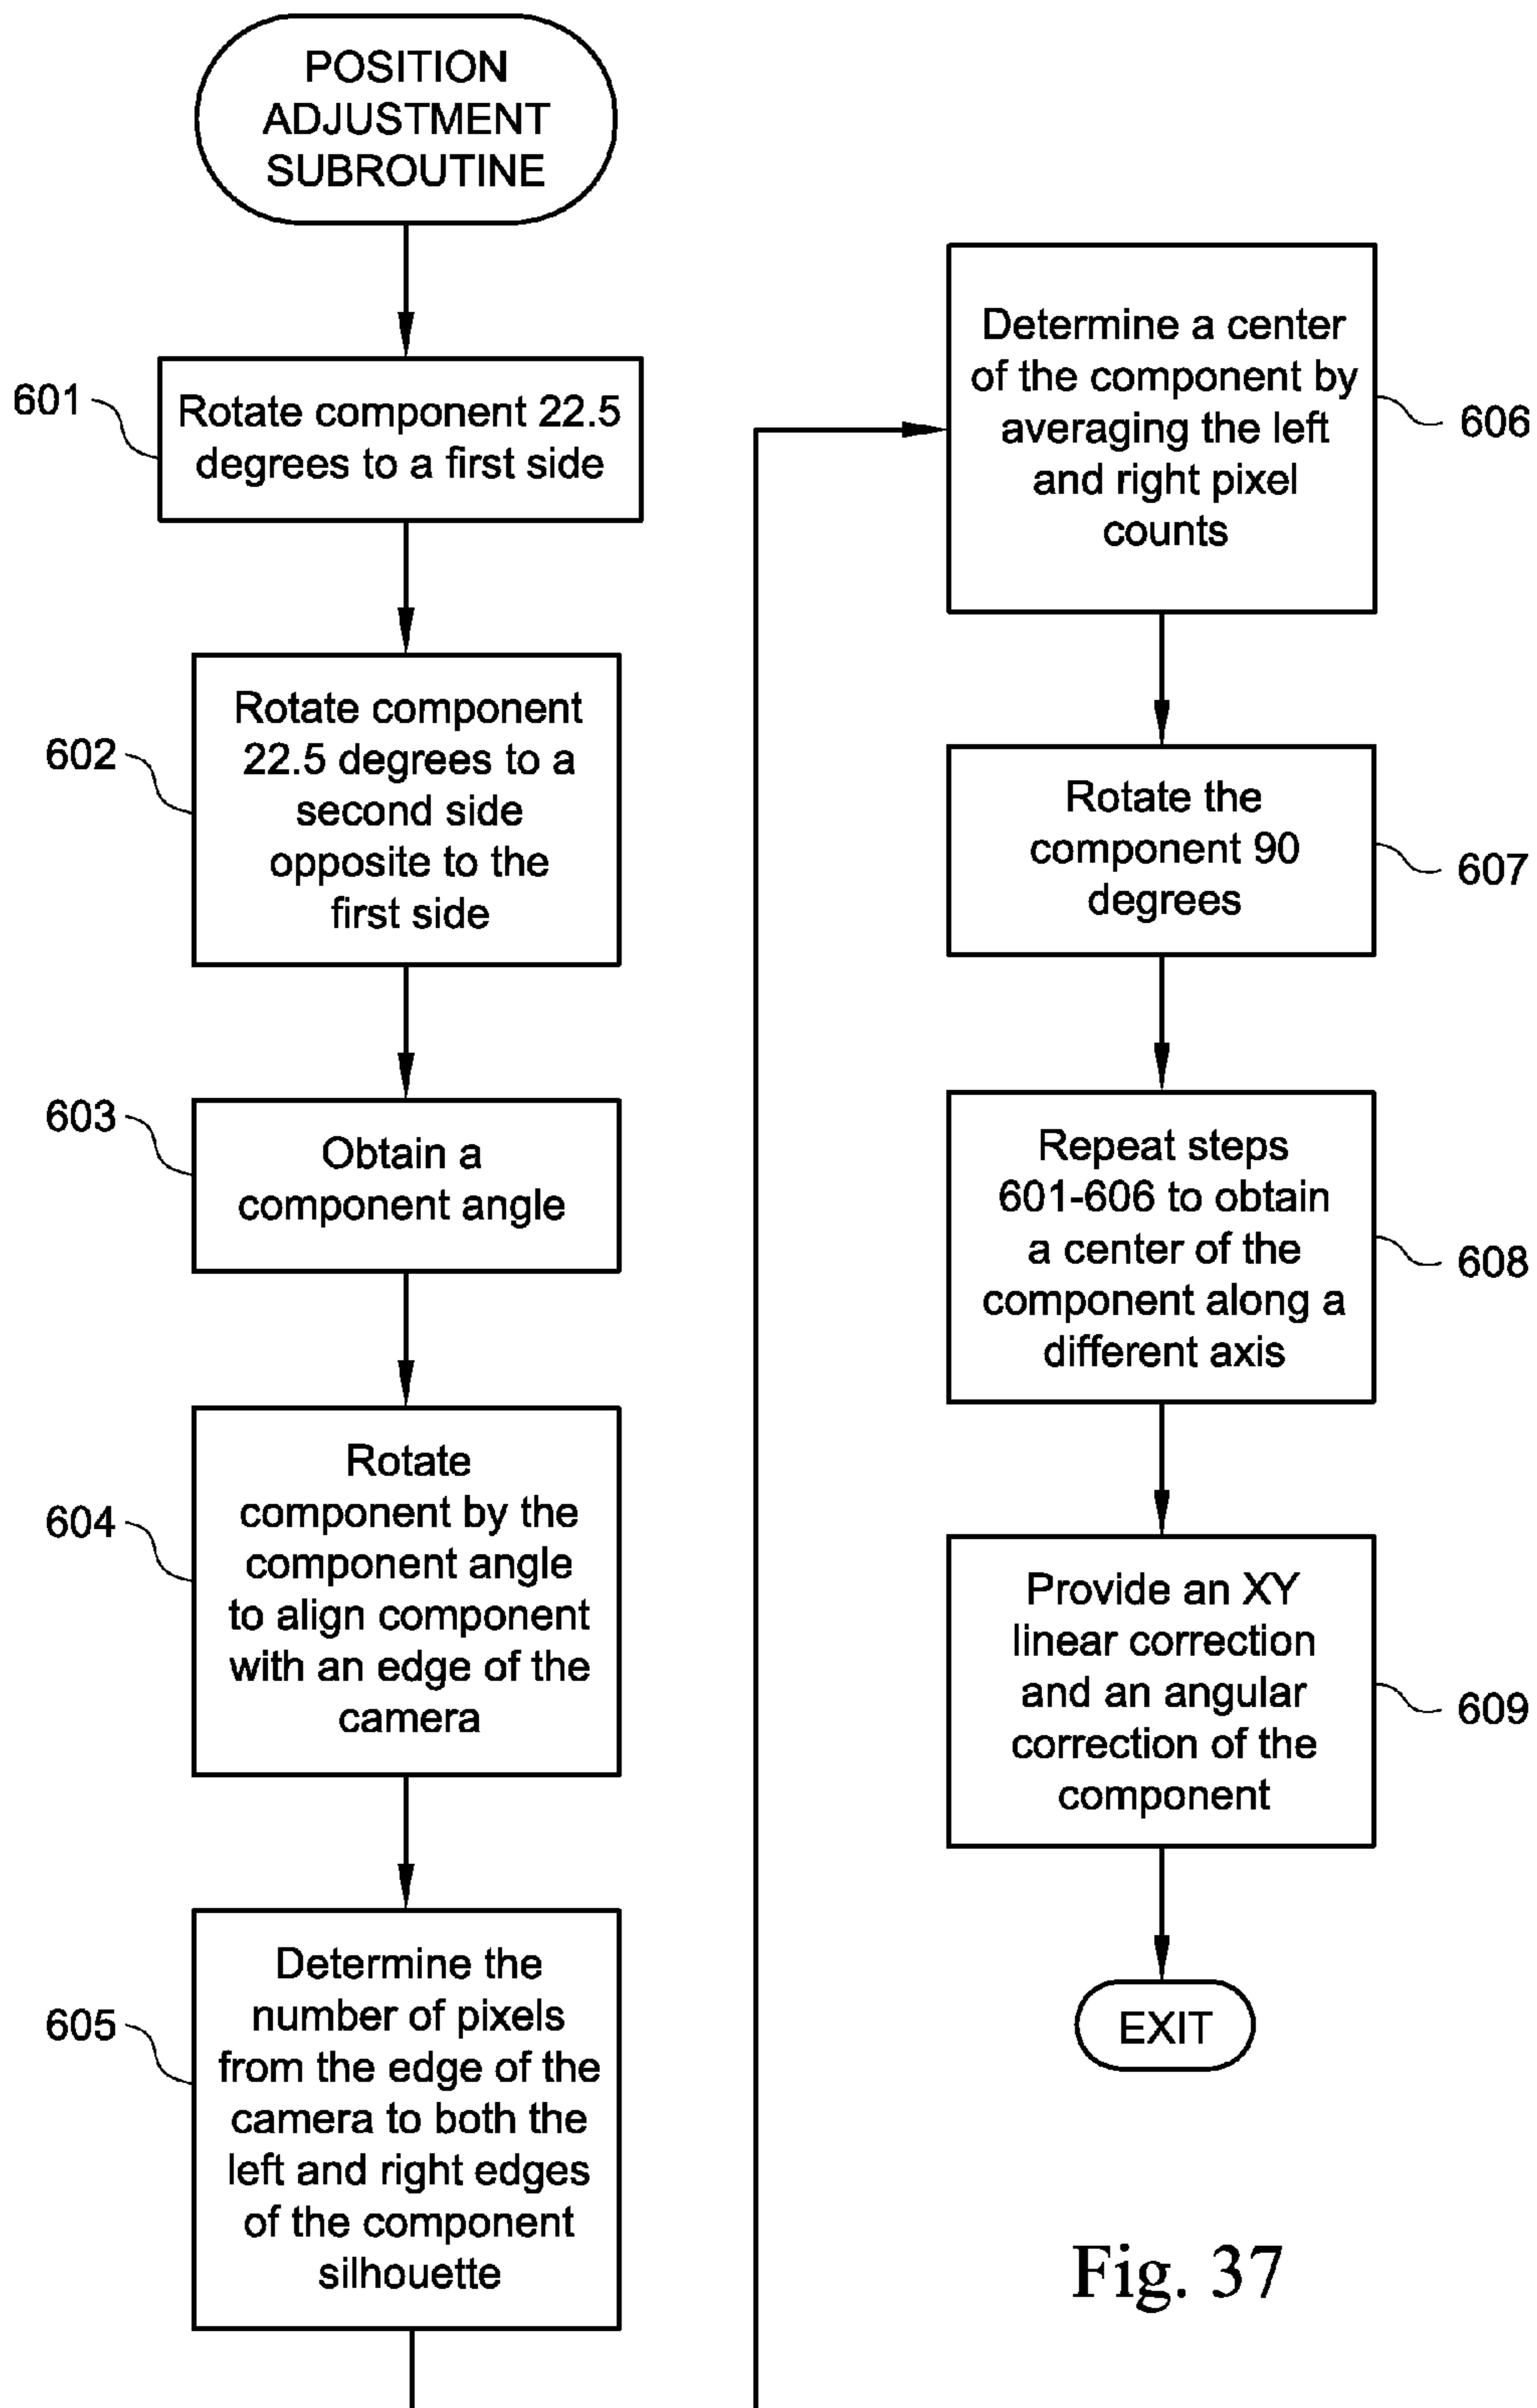 POSITION
ADJUSTMENT
SUBROUTINE
601
Rotate component 22.5
degrees to a first side
602
Rotate component
22.5 degrees to a
second side
opposite to the
first side
603
Obtain a
component angle
604
Rotate
component by the
component angle
to align component
with an edge of the
camera
605
Determine the
number of pixels
from the edge of the
camera to both the
left and right edges
of the component
silhouette
Determine a center
of the component by
averaging the left
and right pixel
counts
606
Rotate the
component 90
degrees
607
Repeat steps
601-606 to obtain
a center of the
component along a
different axis
608
Provide an XY
linear correction
and an angular
correction of the
component
609
EXIT
Fig. 37